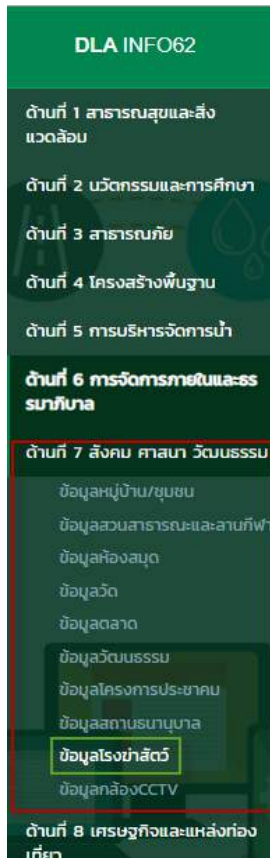 DLA INFO62
ด้านที่ 1 สาธารณสุขและสิ่ง
แวดล้อม
ด้านที่ 2 นวัตกรรมและการศึกษา
ด้านที่ 3 สาธารณภัย
ด้านที่ 4 โครงสร้างพื้นฐาน
ด้านที่ 5 การบริหารจัดการน้ำ
ด้านที่ 6 การจัดการภายในและธร
รมาภิบาล
ด้านที่ 7 สังคม ศาสนา วัฒนธรรม
ข้อมูลหมู่บ้าน/ชุมชน
ข้อมูลสวนสาธารณะและลานกีฬา
ข้อมูลห้องสมุด
ข้อมูลวัด
ข้อมูลตลาด
ข้อมูลวัฒนธรรม
ข้อมูลโครงการประชาคม
ข้อมูลสถานธนานุบาล
ข้อมูลโรงฆ่าสัตว์
ข้อมูลกล้องCCTV
ด้านที่ 8 เศรษฐกิจและแหล่งท่อง
เที่ยว